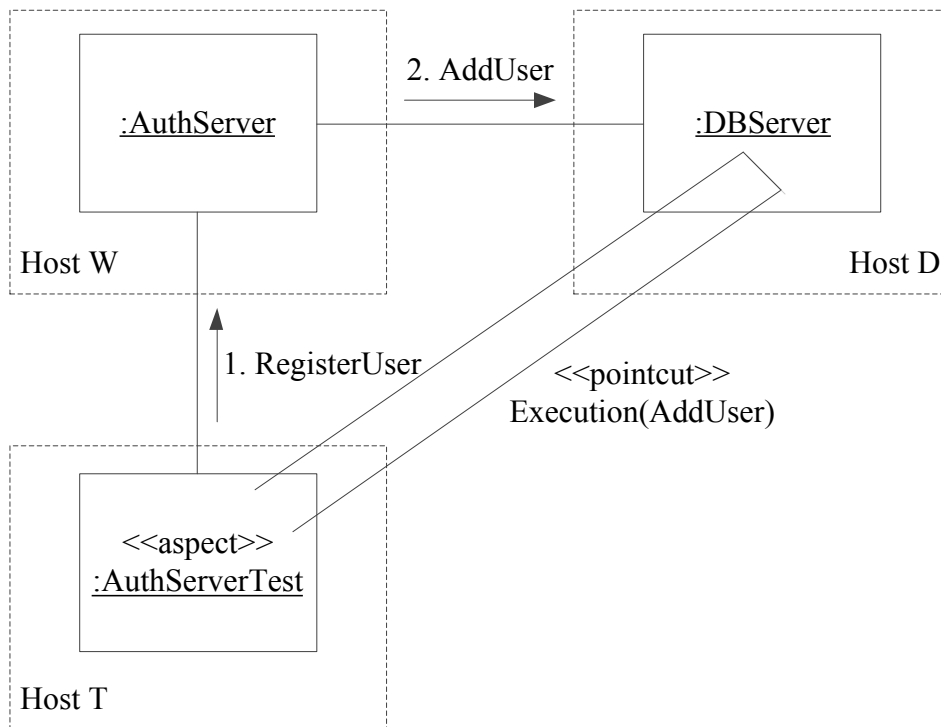 2. AddUser
:AuthServer
:DBServer
Host W
Host D
1. RegisterUser
<<pointcut>>
Execution(AddUser)
<<aspect>>
:AuthServerTest
Host T